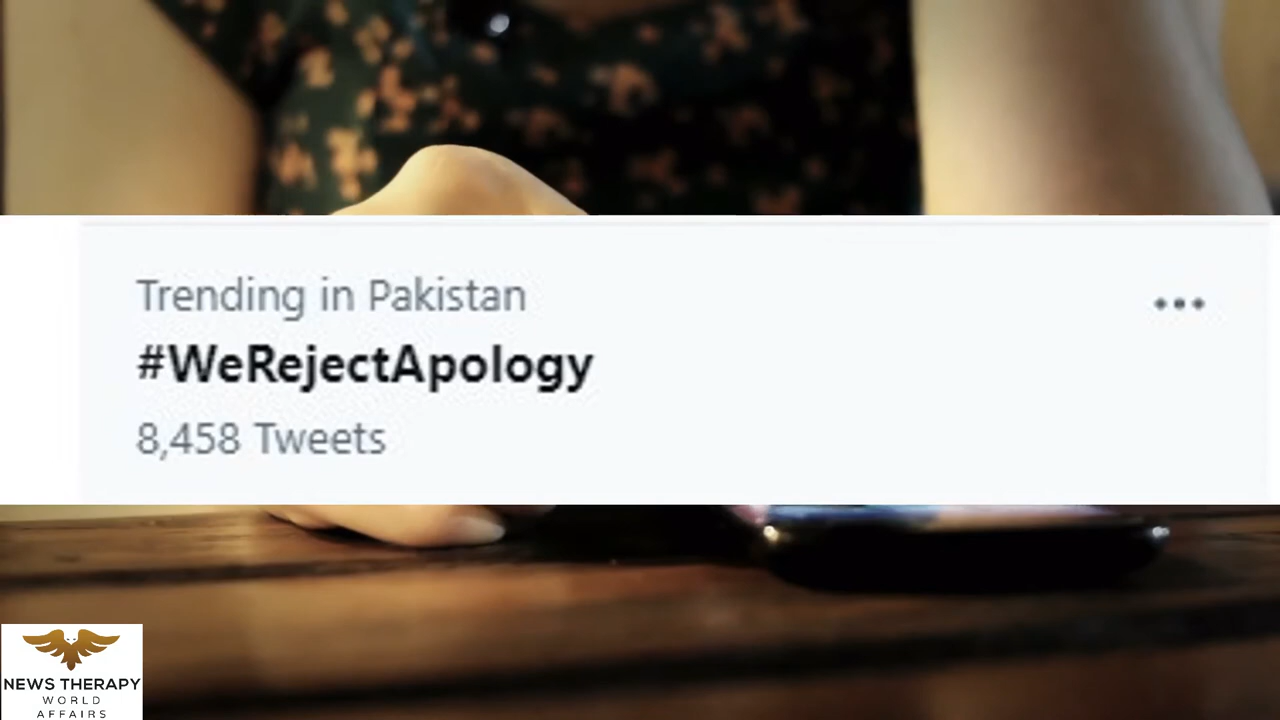 Trending in Pakistan
#WeRejectApology
8,458 Tweets
NEWS THERAPY
WORLD
AFFAIRS